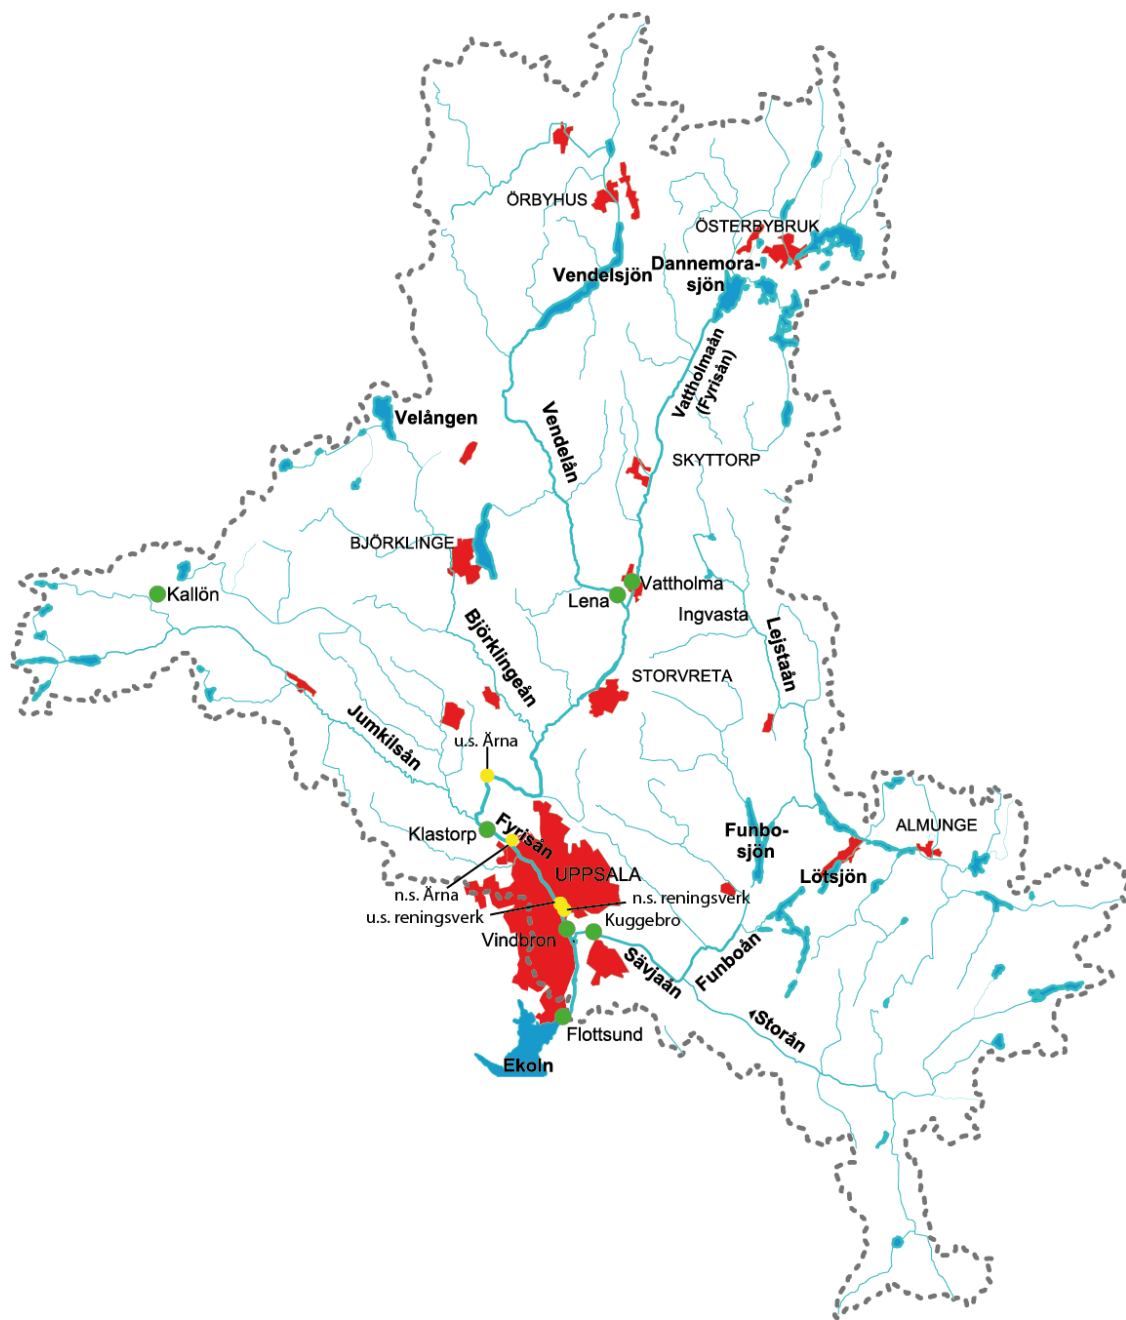 ÖRBYHUS
ÖSTERBYBRUK
Vendelsjön
Dannemora-
sjön
Vattholmaån
(Fyrisån)
Velången
Vendelån
SKYTTORP
BJÖRKLINGE
Kallön
Vattholma
Lena
Ingvasta
Björklingeån
Lejstaån
STORVRETA
Jumkilsån
u.s. Ärna
Fyrisån
Klastorp
Funbo-
sjön
ALMUNGE
UPPSALA
Lötsjön
n.s. Ärna
n.s. reningsverk
u.s. reningsverk
Kuggebro
Vindbron
Sävjaån
Funboån
Storån
Flottsund
Ekoln